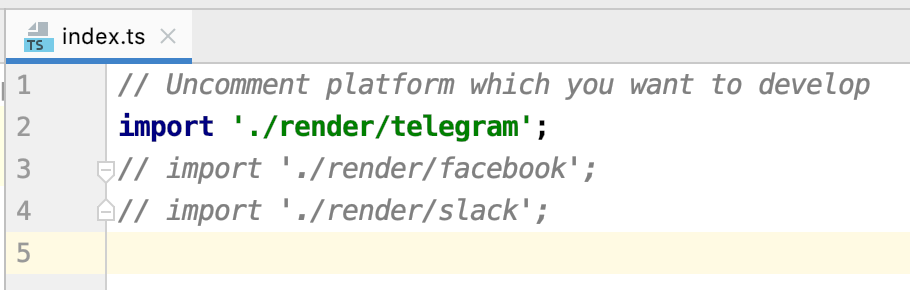 TS index.ts
1 // Uncomment platform which you want to develop
2 import './render/telegram';
3 // import './render/facebook';
4 // import './render/slack';
5